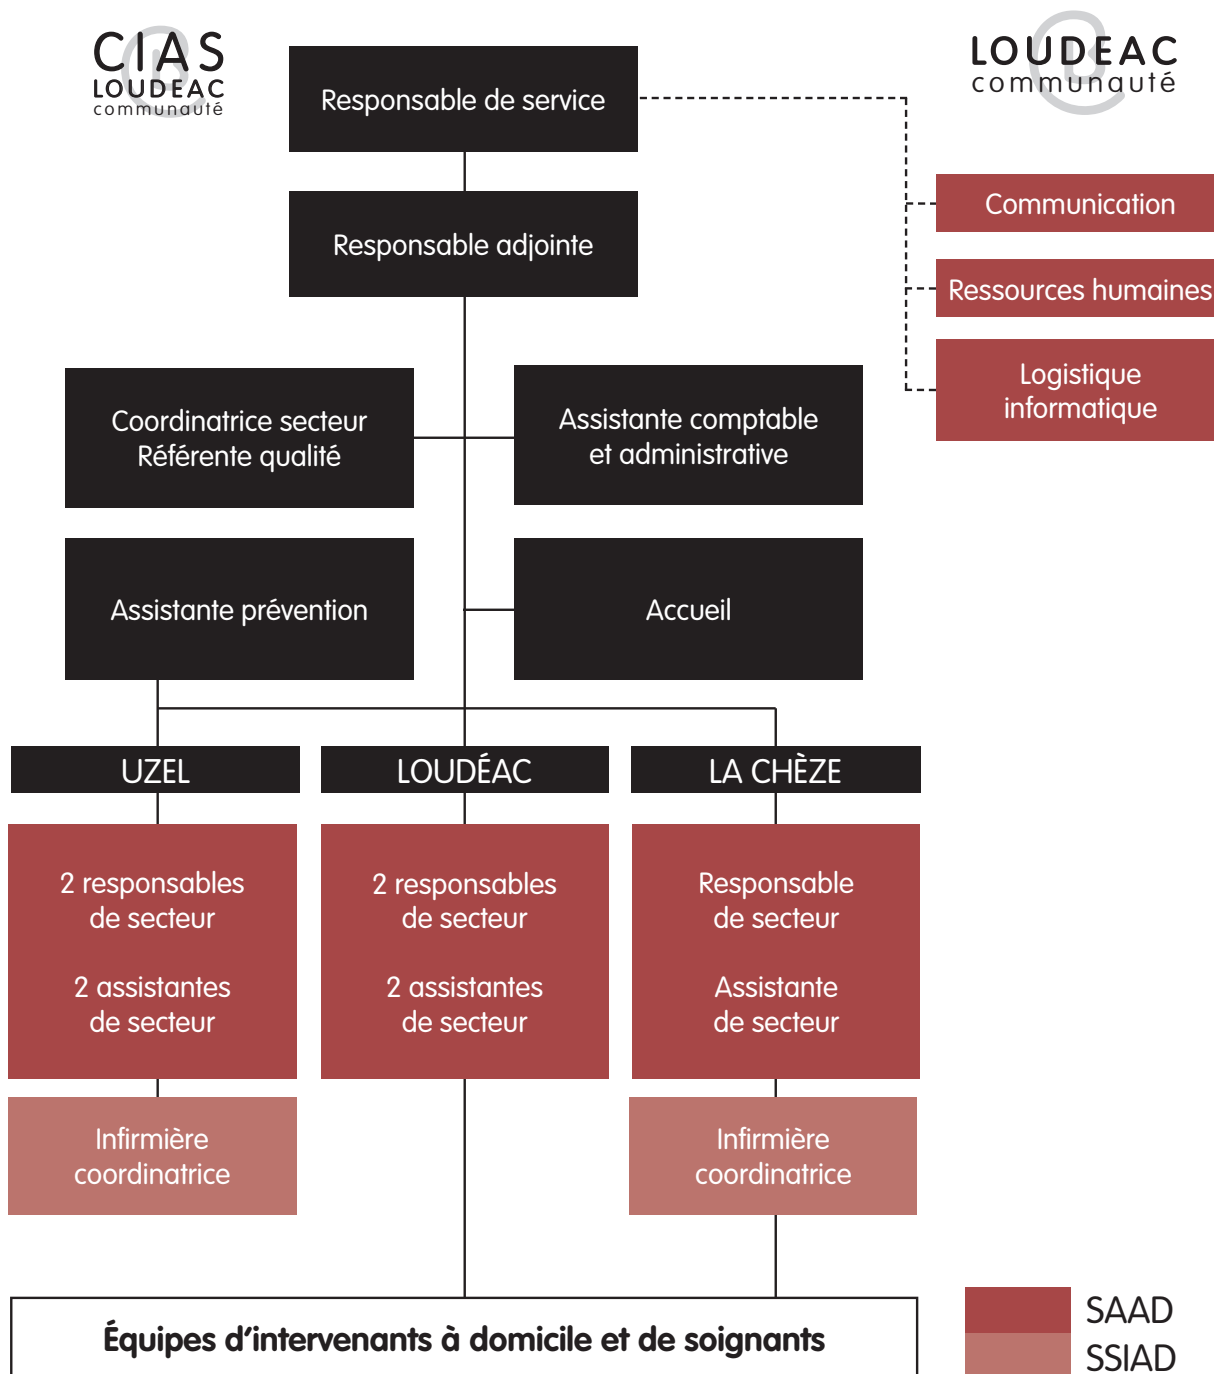 CIAS
LOUDEAC
communauté
LOUDEAC
communauté
Responsable de service
Responsable adjointe
Communication
Ressources humaines
Logistique
informatique
Coordinatrice secteur
Référente qualité
Assistante comptable
et administrative
Assistante prévention
Accueil
UZEL
LOUDÉAC
LA CHÈZE
2 responsables
de secteur
2 assistantes
de secteur
2 responsables
de secteur
2 assistantes
de secteur
Responsable
de secteur
Assistante
de secteur
Infirmière
coordinatrice
Infirmière
coordinatrice
Équipes d'intervenants à domicile et de soignants
SAAD
SSIAD